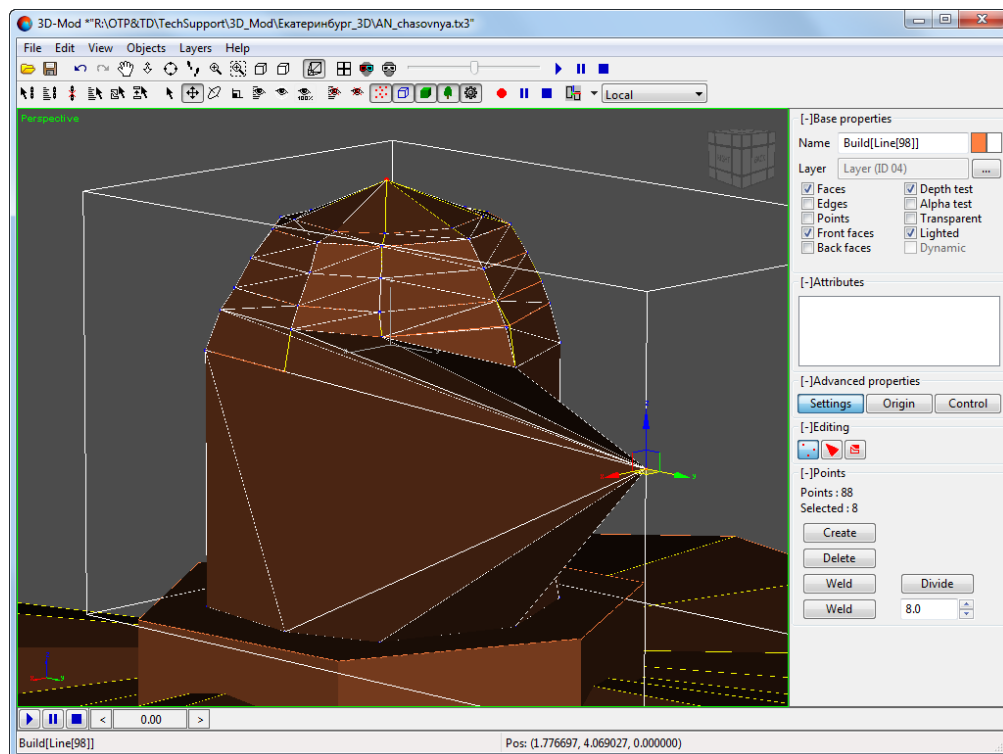 3D-Mod *"R:\OTP&TD\TechSupport\3D_Mod\Екатеринбург_3D\AN_chasovnya.tx3"
File Edit View Objects Layers Help
100%
Local
Perspective
[-]Base properties
Name Build[Line[98]]
Layer Layer (ID 04) ...
Faces Depth test
Edges Alpha test
Points Transparent
Front faces Lighted
Back faces Dynamic
[-]Attributes
[-]Advanced properties
Settings Origin Control
[-]Editing
[-]Points
Points : 88
Selected : 8
Create
Delete
Weld Divide
Weld 8.0
< 0.00 >
Build[Line[98]] Pos: (1.776697, 4.069027, 0.000000)